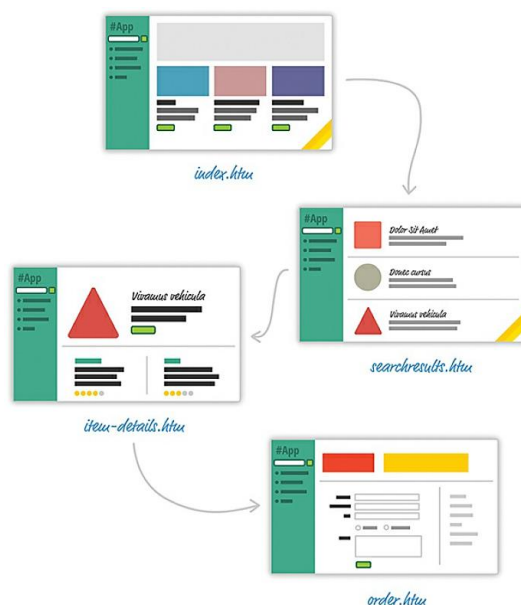 #App
index.htm
#App
Dolor Sit Amet
Donec cursus
Vivamus vehicula
searchresults.htm
#App
Vivamus vehicula
item-details.htm
#App
order.htm